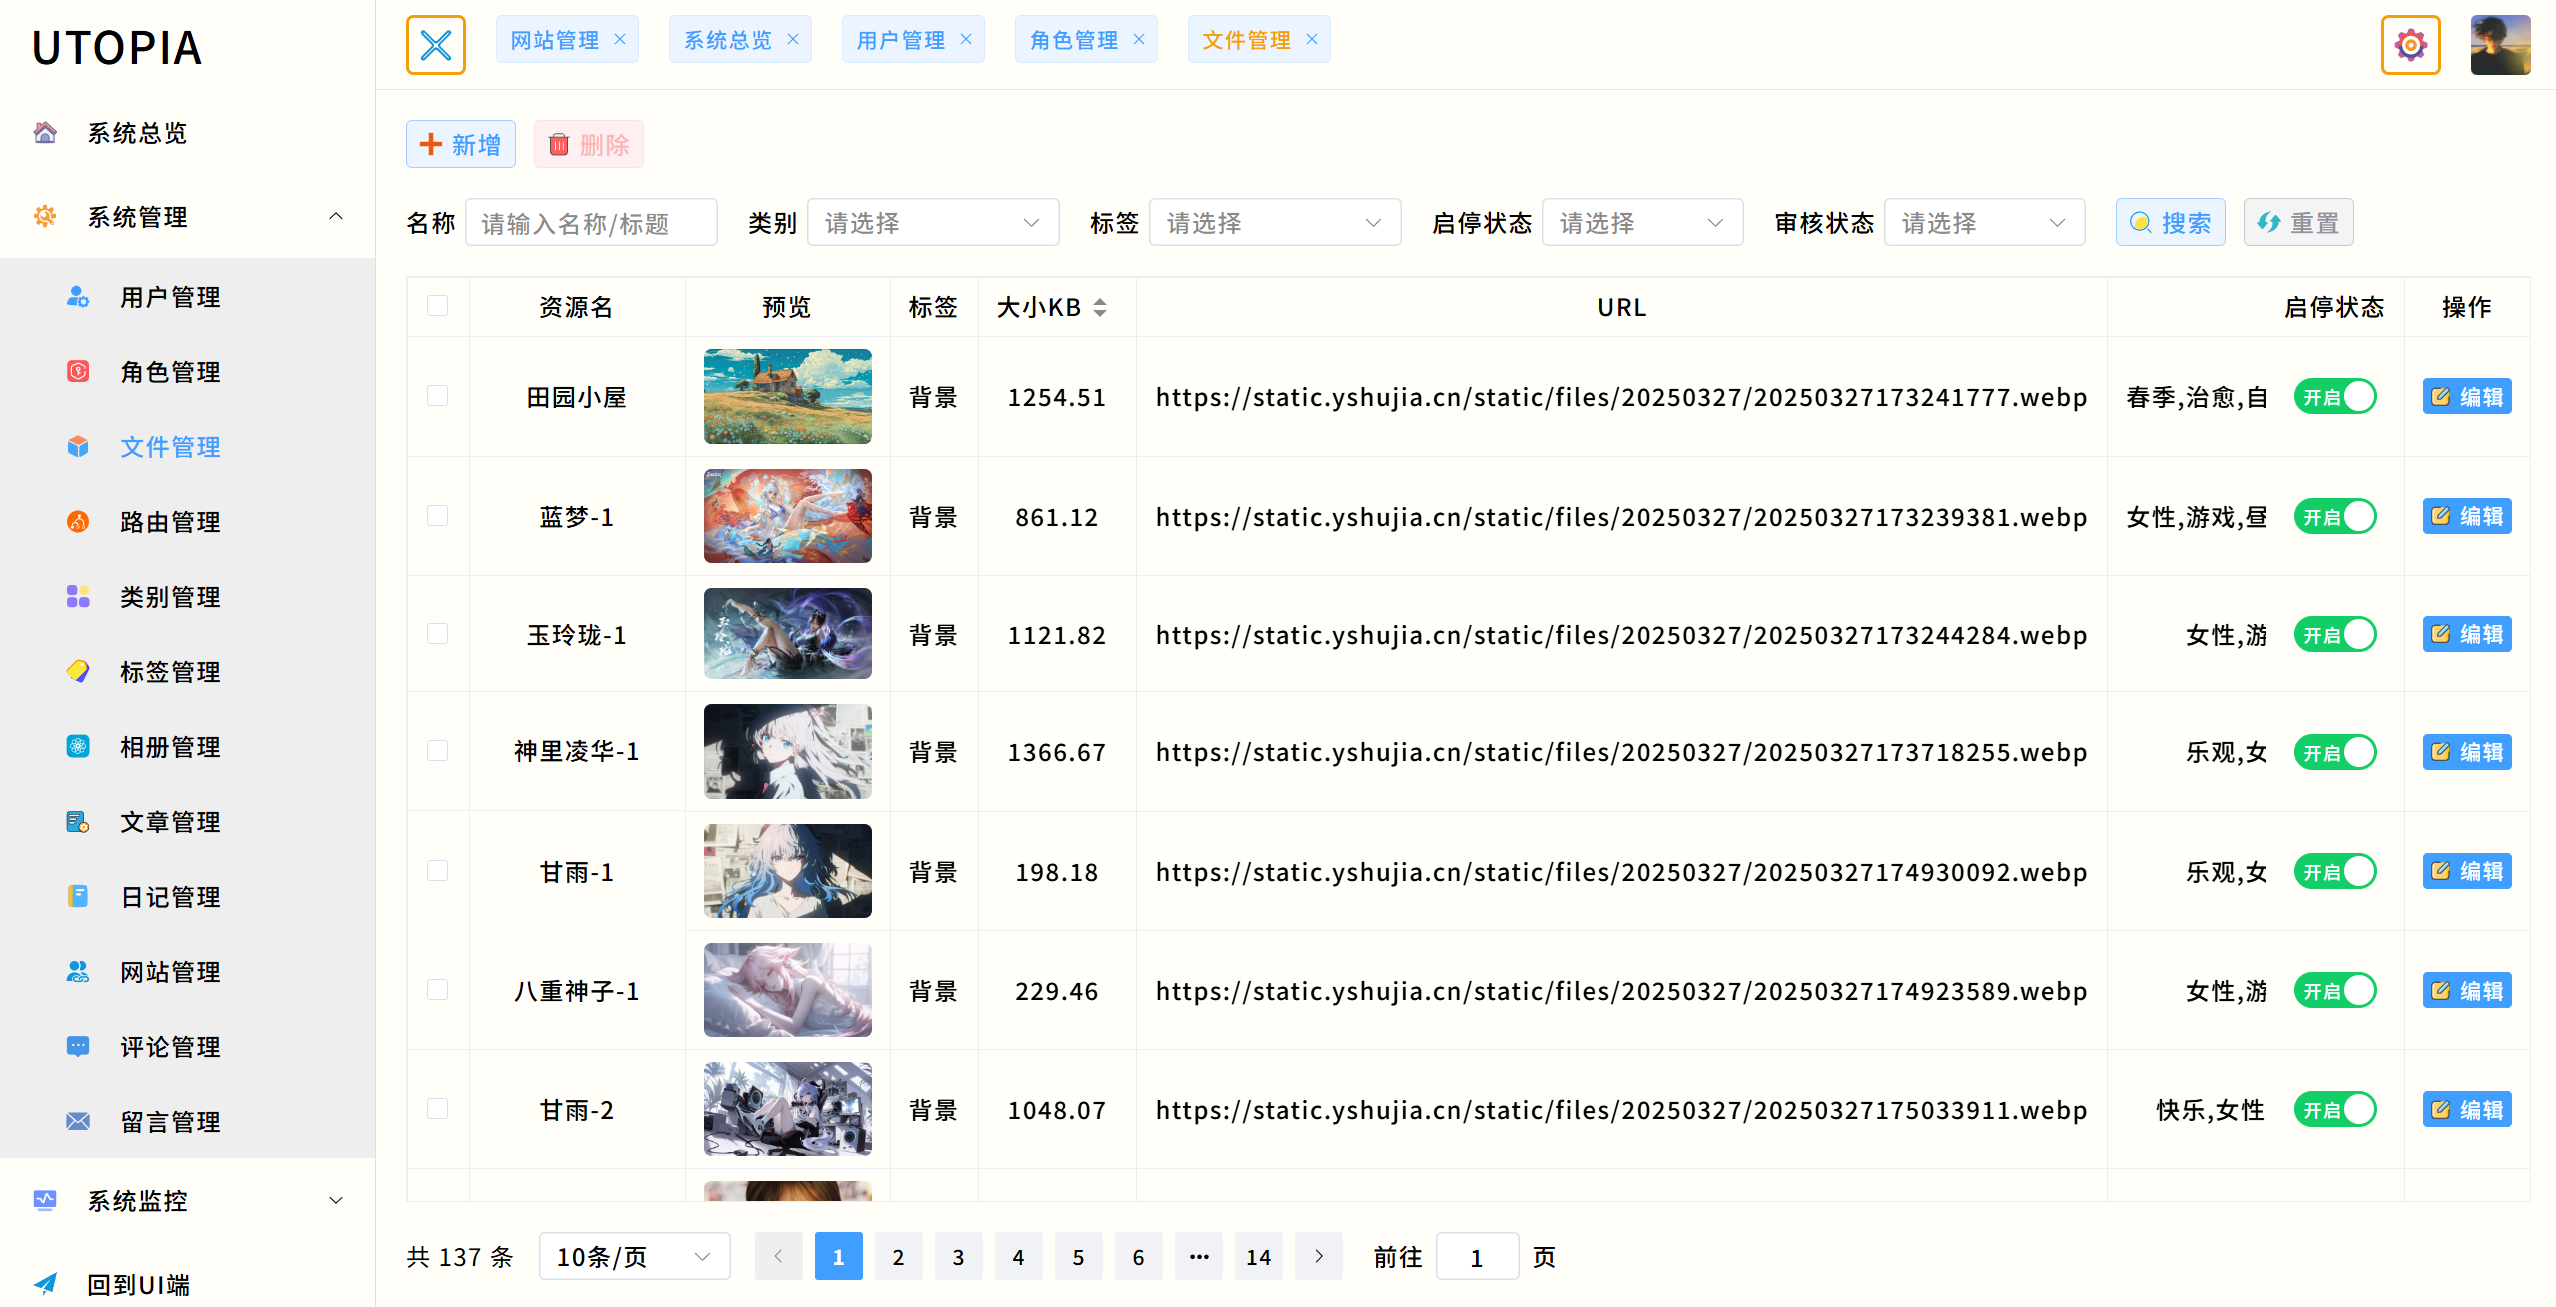 UTOPIA
网站管理
系统总览
用户管理
角色管理
文件管理
系统总览
系统管理
用户管理
角色管理
文件管理
路由管理
类别管理
标签管理
相册管理
文章管理
日记管理
网站管理
评论管理
留言管理
系统监控
回到UI端
新增 删除
名称 请输入名称/标题 类别 请选择 标签 请选择 启停状态 请选择 审核状态 请选择 搜索 重置
资源名 预览 标签 大小KB URL 启停状态 操作
田园小屋 背景 1254.51 https://static.yshujia.cn/static/files/20250327/20250327173241777.webp 春季,治愈,自 开启 编辑
蓝梦-1 背景 861.12 https://static.yshujia.cn/static/files/20250327/20250327173239381.webp 女性,游戏,昼 开启 编辑
玉玲珑-1 背景 1121.82 https://static.yshujia.cn/static/files/20250327/20250327173244284.webp 女性,游 开启 编辑
神里凌华-1 背景 1366.67 https://static.yshujia.cn/static/files/20250327/20250327173718255.webp 乐观,女 开启 编辑
甘雨-1 背景 198.18 https://static.yshujia.cn/static/files/20250327/20250327174930092.webp 乐观,女 开启 编辑
八重神子-1 背景 229.46 https://static.yshujia.cn/static/files/20250327/20250327174923589.webp 女性,游 开启 编辑
甘雨-2 背景 1048.07 https://static.yshujia.cn/static/files/20250327/20250327175033911.webp 快乐,女性 开启 编辑
共 137 条 10条/页 1 2 3 4 5 6 ••• 14 前往 1 页